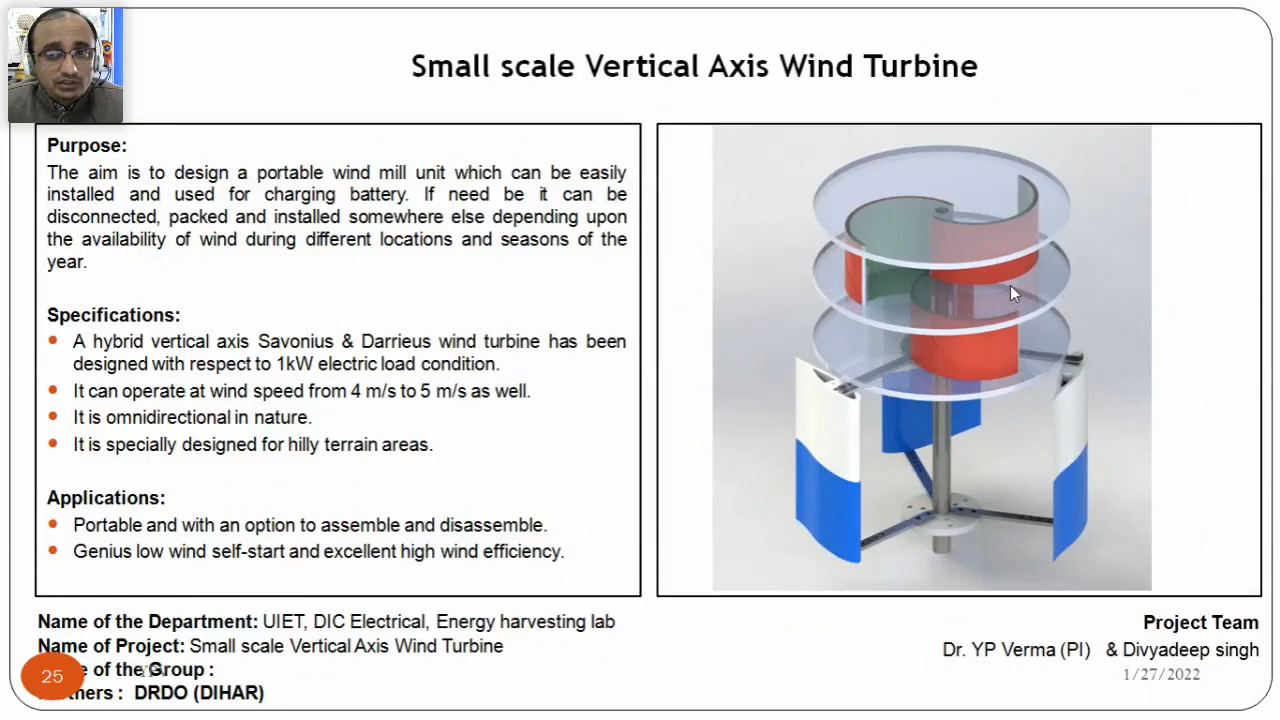 Small scale Vertical Axis Wind Turbine
Purpose:
The aim is to design a portable wind mill unit which can be easily
installed and used for charging battery. If need be it can be
disconnected, packed and installed somewhere else depending upon
the availability of wind during different locations and seasons of the
year.
Specifications:
A hybrid vertical axis Savonius & Darrieus wind turbine has been
designed with respect to 1kW electric load condition.
It can operate at wind speed from 4 m/s to 5 m/s as well.
It is omnidirectional in nature.
It is specially designed for hilly terrain areas.
Applications:
Portable and with an option to assemble and disassemble.
Genius low wind self-start and excellent high wind efficiency.
Name of the Department: UIET, DIC Electrical, Energy harvesting lab
Name of Project: Small scale Vertical Axis Wind Turbine
of the Group :
DRDO (DIHAR)
25
Project Team
Dr. YP Verma (PI) & Divyadeep singh
1/27/2022